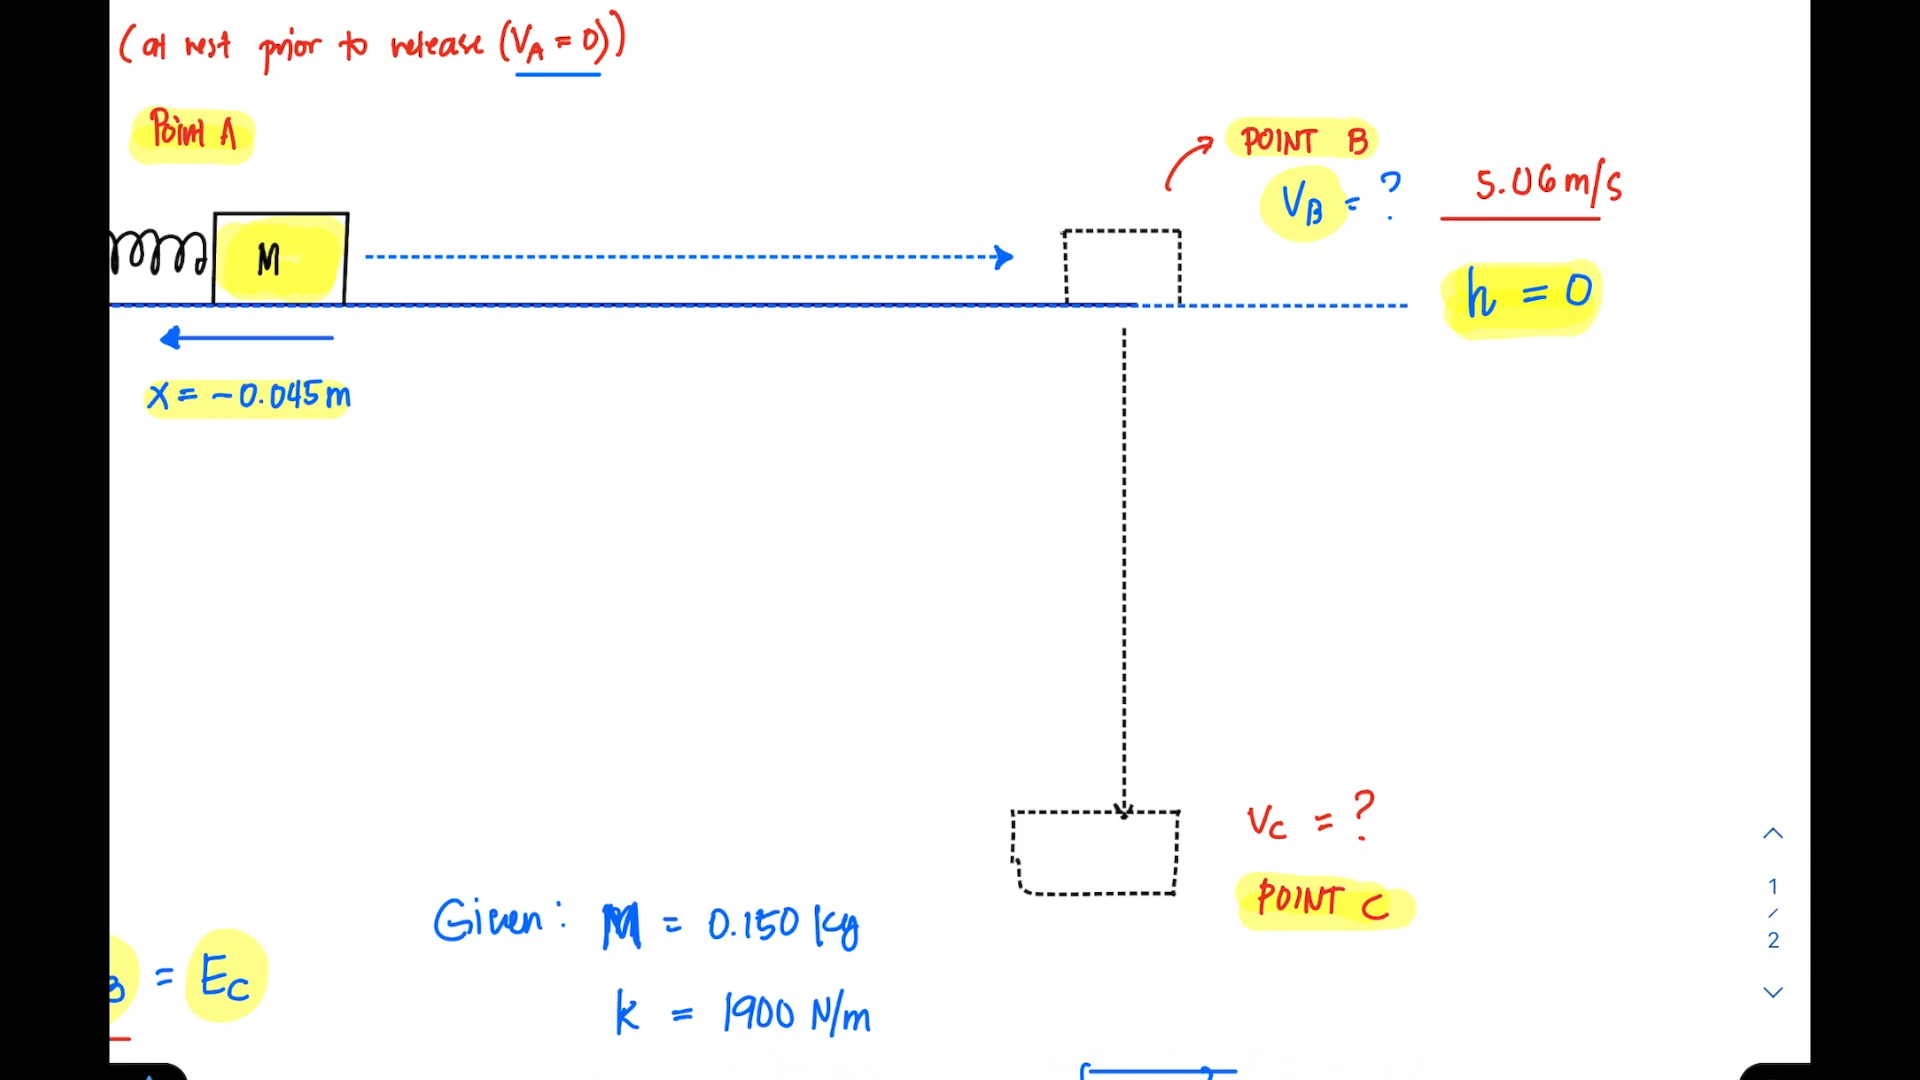 (at rest prior to release (VA = 0))
Point A
POINT B
VB = ?
5.06 m/s
M
h = 0
x = -0.045 m
VC = ?
POINT C
Given: M = 0.150 kg
B = EC
k = 1900 N/m
1
/
2